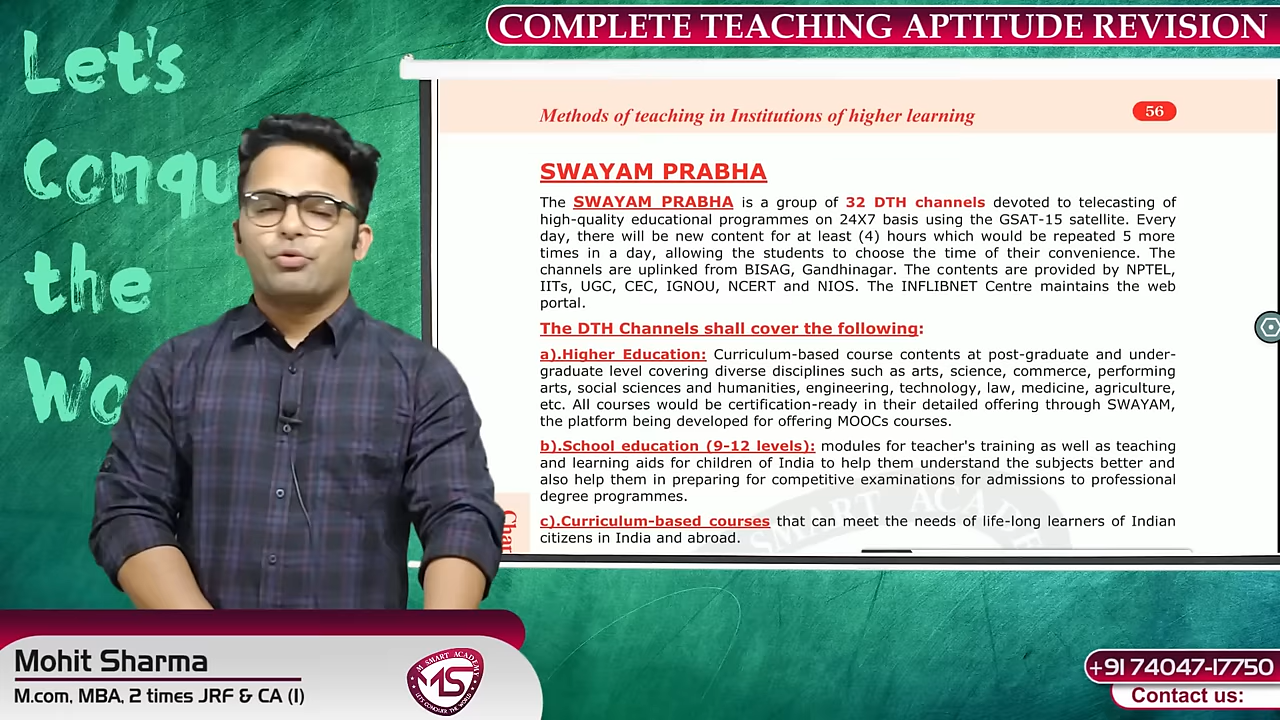 COMPLETE TEACHING APTITUDE REVISION
Let's
Conqu
the
Wo
Methods of teaching in Institutions of higher learning
56
SWAYAM PRABHA
The SWAYAM PRABHA is a group of 32 DTH channels devoted to telecasting of
high-quality educational programmes on 24X7 basis using the GSAT-15 satellite. Every
day, there will be new content for at least (4) hours which would be repeated 5 more
times in a day, allowing the students to choose the time of their convenience. The
channels are uplinked from BISAG, Gandhinagar. The contents are provided by NPTEL,
IITs, UGC, CEC, IGNOU, NCERT and NIOS. The INFLIBNET Centre maintains the web
portal.
The DTH Channels shall cover the following:
a).Higher Education: Curriculum-based course contents at post-graduate and under-
graduate level covering diverse disciplines such as arts, science, commerce, performing
arts, social sciences and humanities, engineering, technology, law, medicine, agriculture,
etc. All courses would be certification-ready in their detailed offering through SWAYAM,
the platform being developed for offering MOOCs courses.
b).School education (9-12 levels): modules for teacher's training as well as teaching
and learning aids for children of India to help them understand the subjects better and
also help them in preparing for competitive examinations for admissions to professional
degree programmes.
c).Curriculum-based courses that can meet the needs of life-long learners of Indian
citizens in India and abroad.
Chap
SMART ACADE
Mohit Sharma
M.com, MBA, 2 times JRF & CA (I)
M SMART ACADEMY
MS
LET'S CONQUER THE WORLD
+91 74047-17750
Contact us: